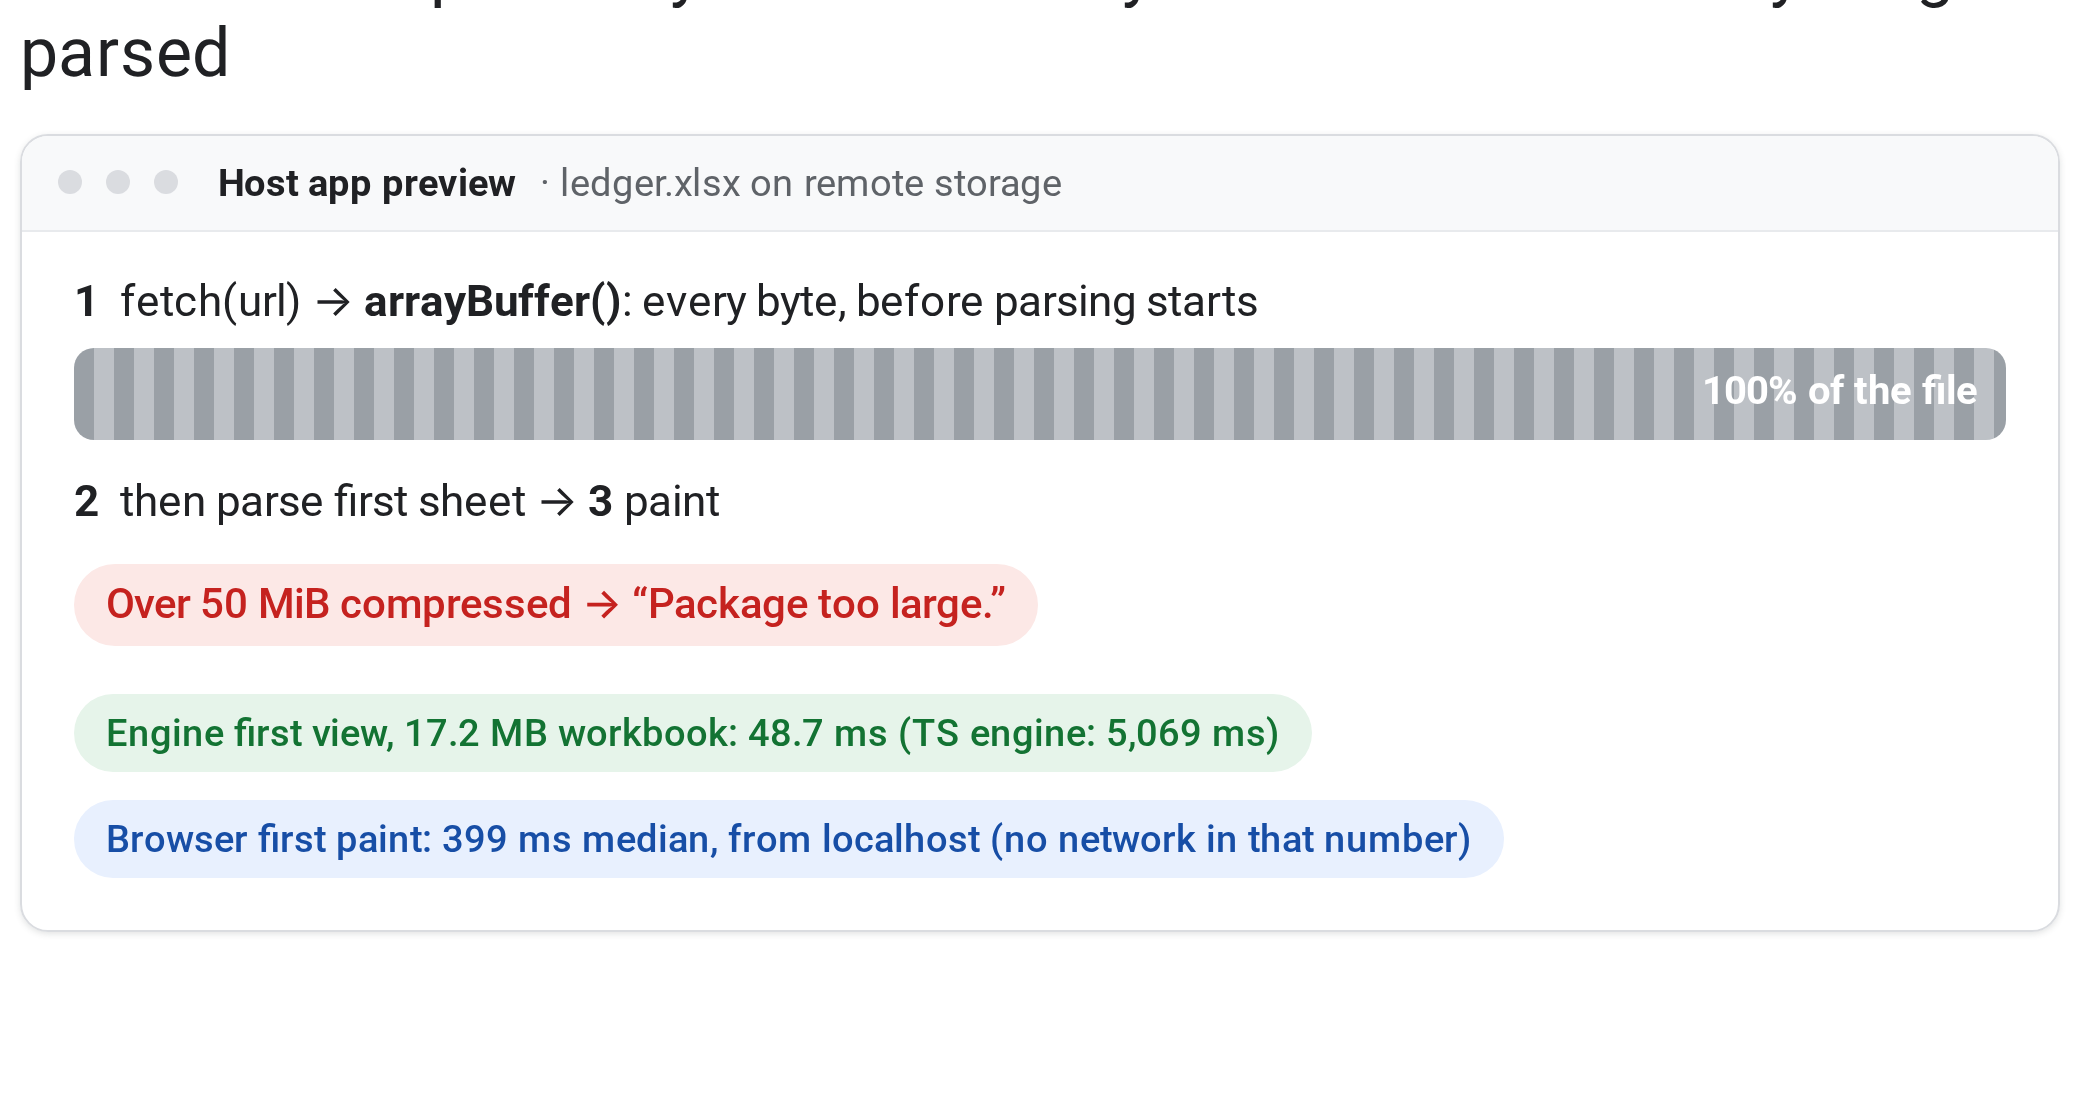 parsed
Host app preview · ledger.xlsx on remote storage
1 fetch(url) → arrayBuffer(): every byte, before parsing starts
100% of the file
2 then parse first sheet → 3 paint
Over 50 MiB compressed → “Package too large.”
Engine first view, 17.2 MB workbook: 48.7 ms (TS engine: 5,069 ms)
Browser first paint: 399 ms median, from localhost (no network in that number)